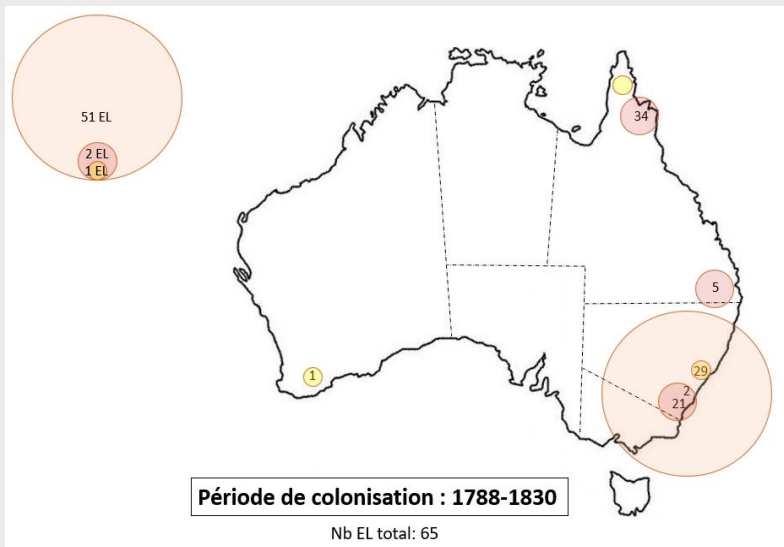 51 EL
2 EL
1 EL
34
5
1
29
2
21
Période de colonisation : 1788-1830
Nb EL total: 65